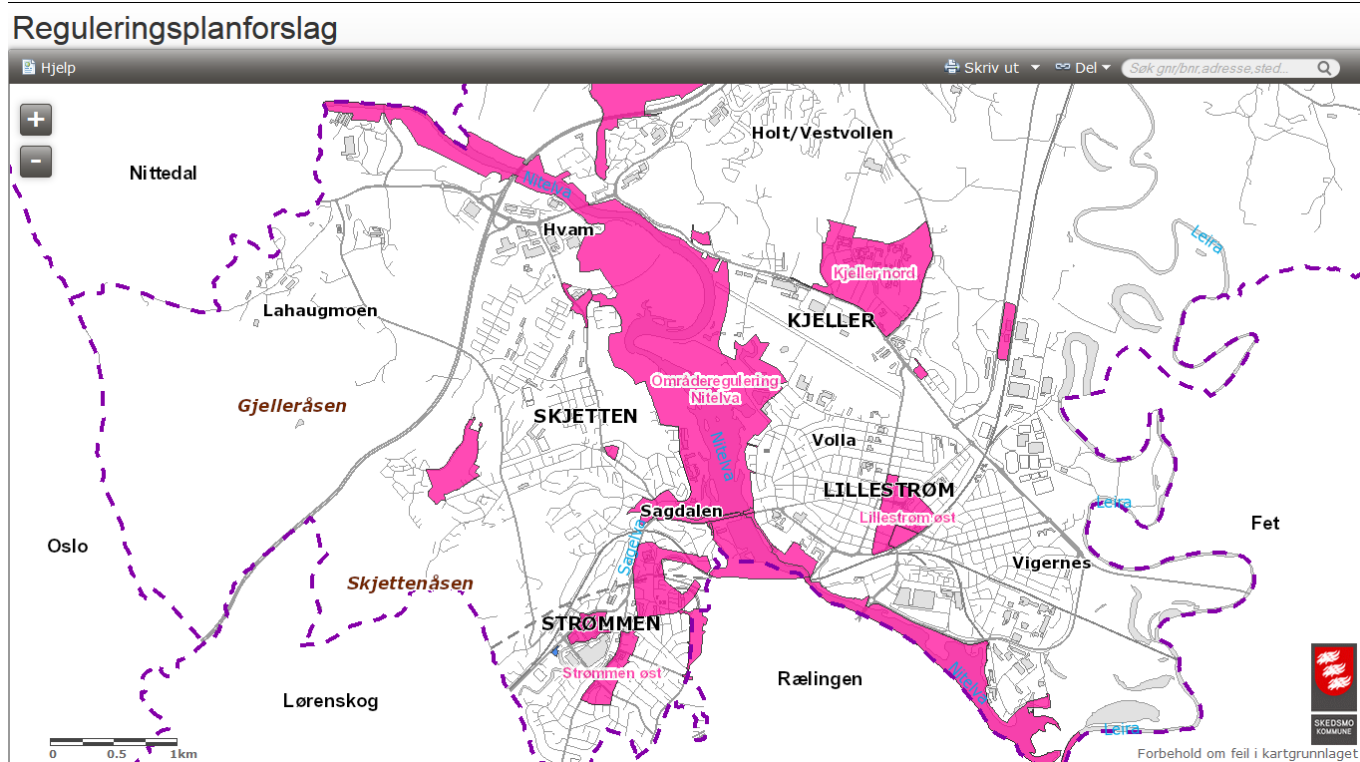 Reguleringsplanforslag
Hjelp
Skriv ut
Del
Søk gnr/bnr,adresse,sted...
+
-
Holt/Vestvollen
Nittedal
Nitelva
Hvam
Leira
Kjeller nord
Lahaugmoen
KJELLER
Områderegulering
Nitelva
Gjelleråsen
SKJETTEN
Volla
Nitelva
LILLESTRØM
Leira
Sagdalen
Lillestrøm øst
Fet
Sagelva
Oslo
Vigernes
Skjettenåsen
STRØMMEN
Strømmen øst
Rælingen
Nitelva
Lørenskog
Leira
SKEDSMO
KOMMUNE
0 0.5 1km
Forbehold om feil i kartgrunnlaget